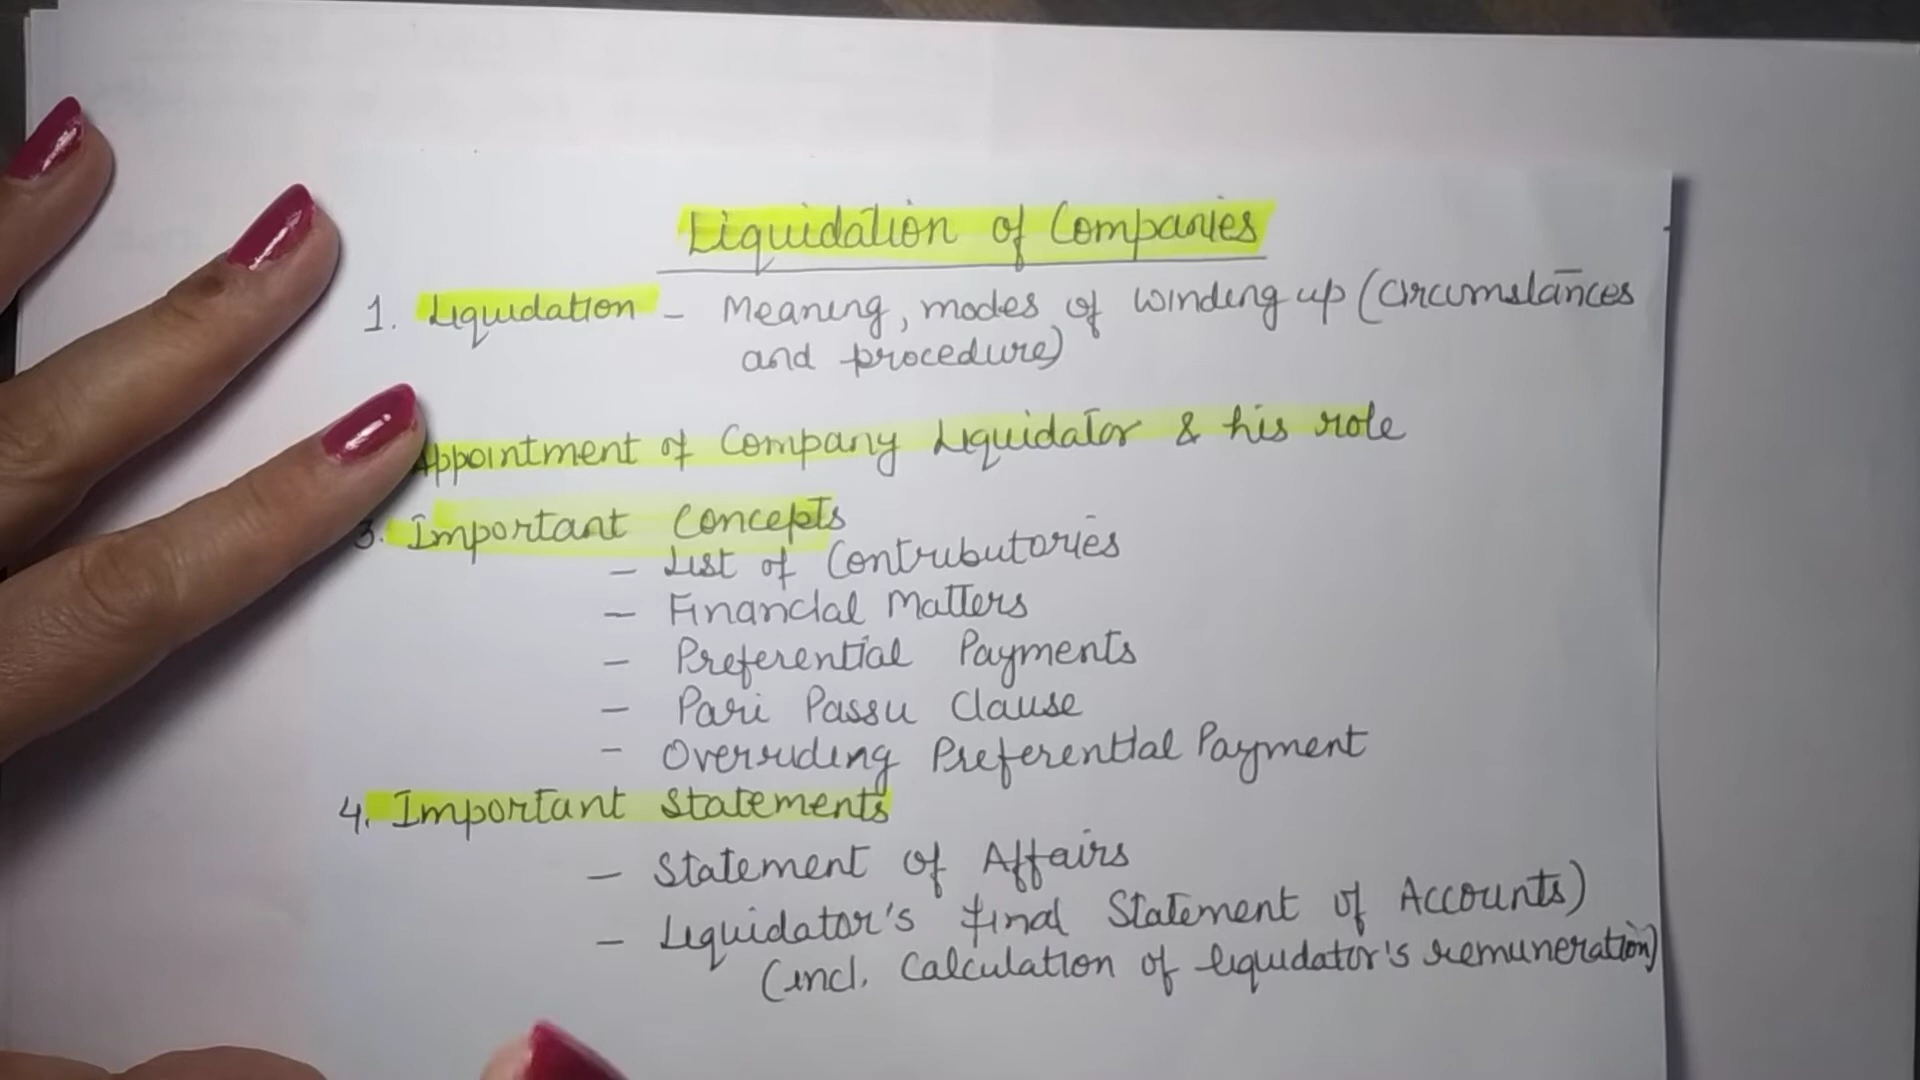 Liquidation of Companies
1. Liquidation - Meaning, modes of winding up (circumstances
and procedure)
Appointment of Company Liquidator & his role
3. Important Concepts
- List of Contributories
- Financial Matters
- Preferential Payments
- Pari Passu Clause
- Overriding Preferential Payment
4. Important Statements
- Statement of Affairs
- Liquidator's final Statement of Accounts)
(incl. Calculation of liquidator's remuneration)